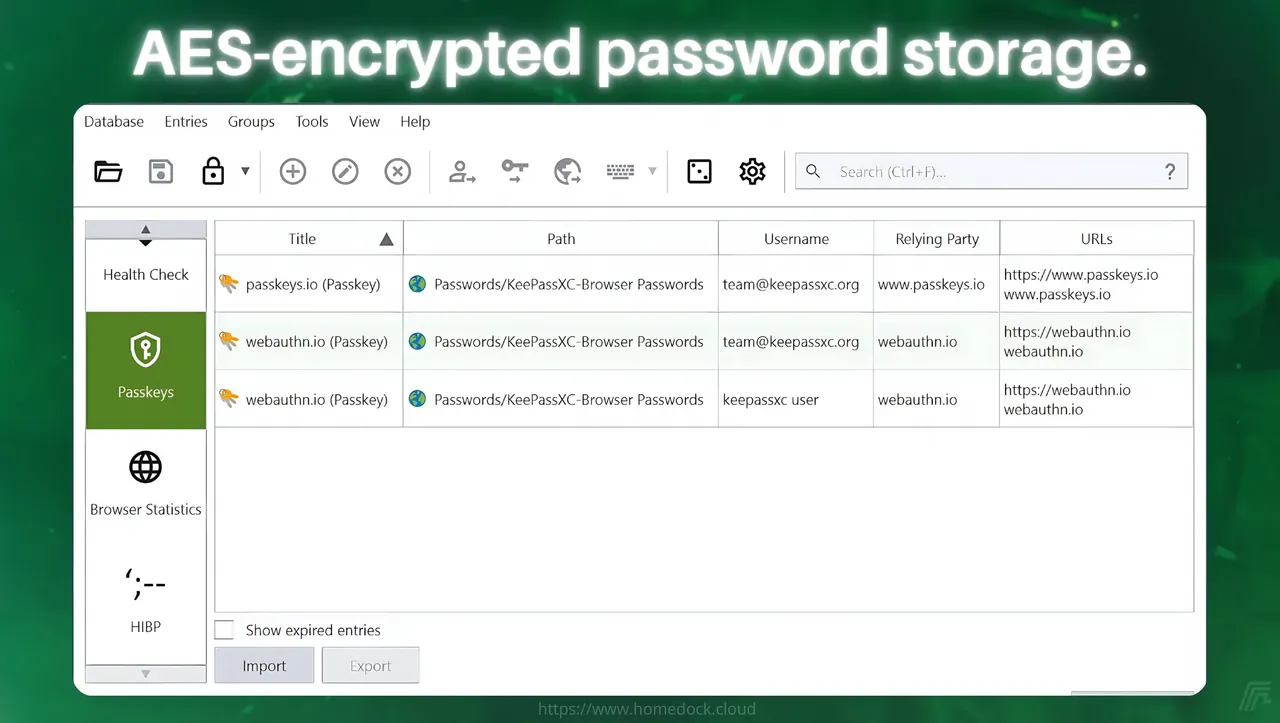 AES-encrypted password storage.
Database Entries Groups Tools View Help
Search (Ctrl+F)... ?
Health Check
Passkeys
Browser Statistics
‘;--
HIBP
Title Path Username Relying Party URLs
passkeys.io (Passkey) Passwords/KeePassXC-Browser Passwords team@keepassxc.org www.passkeys.io https://www.passkeys.io
www.passkeys.io
webauthn.io (Passkey) Passwords/KeePassXC-Browser Passwords team@keepassxc.org webauthn.io https://webauthn.io
webauthn.io
webauthn.io (Passkey) Passwords/KeePassXC-Browser Passwords keepassxc user webauthn.io https://webauthn.io
webauthn.io
Show expired entries
Import Export
https://www.homedock.cloud